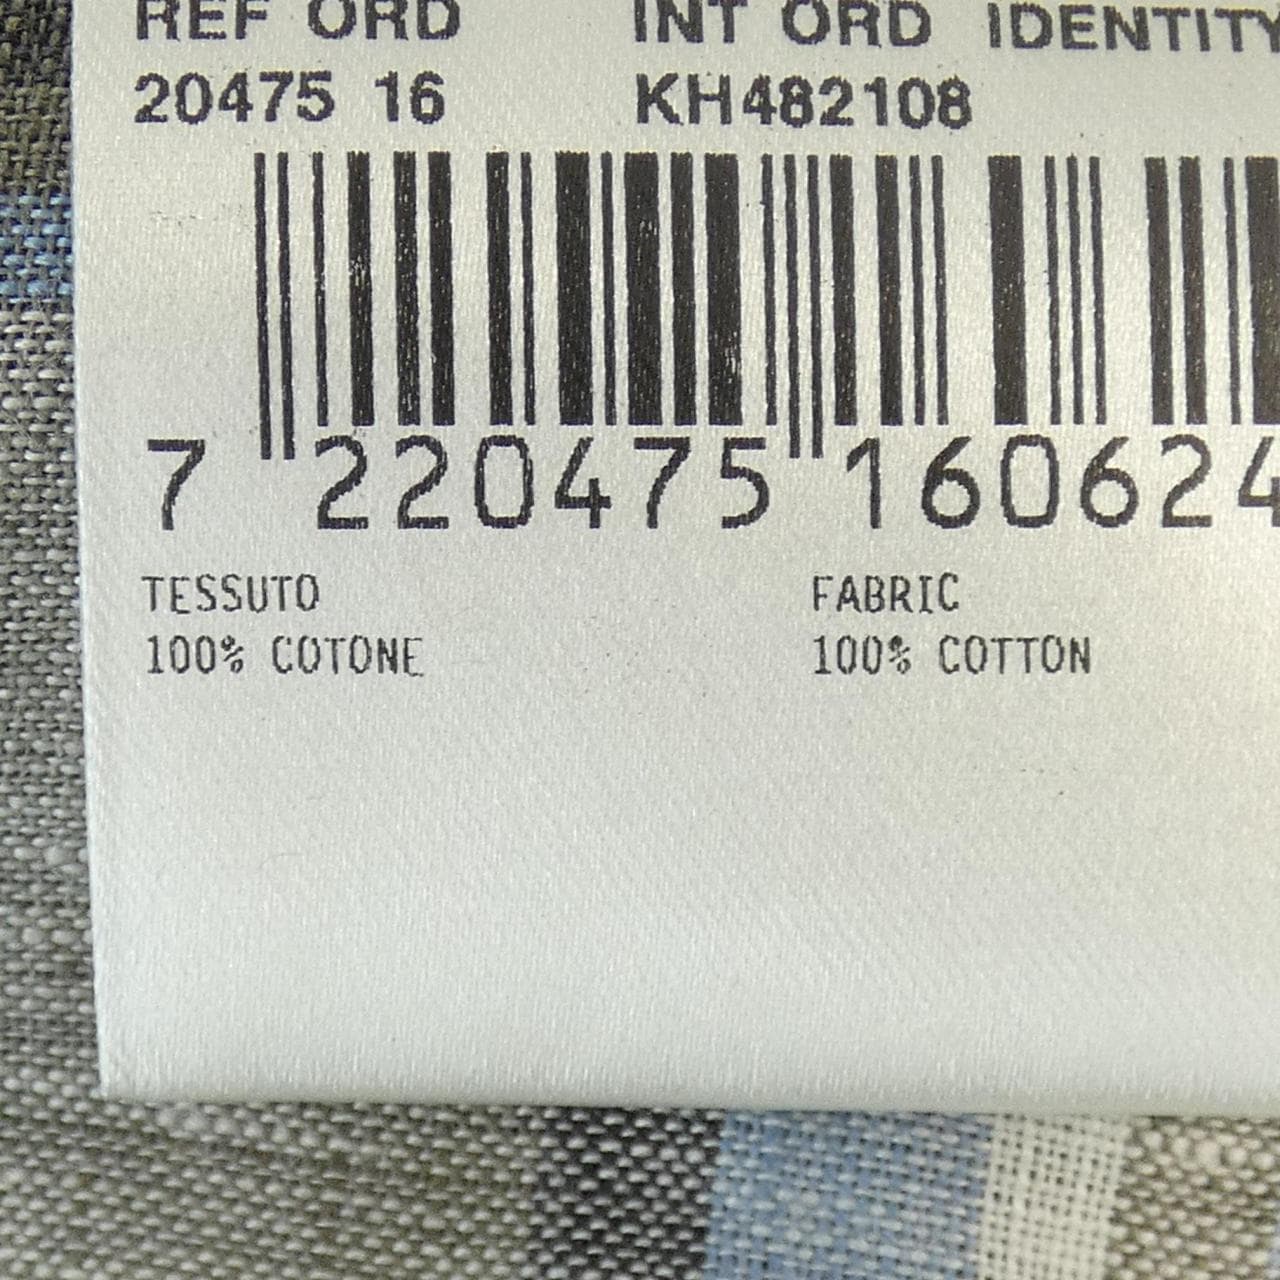 REF ORD INT ORD IDENTITY
20475 16 KH482108
7 220475 160624
TESSUTO FABRIC
100% COTONE 100% COTTON